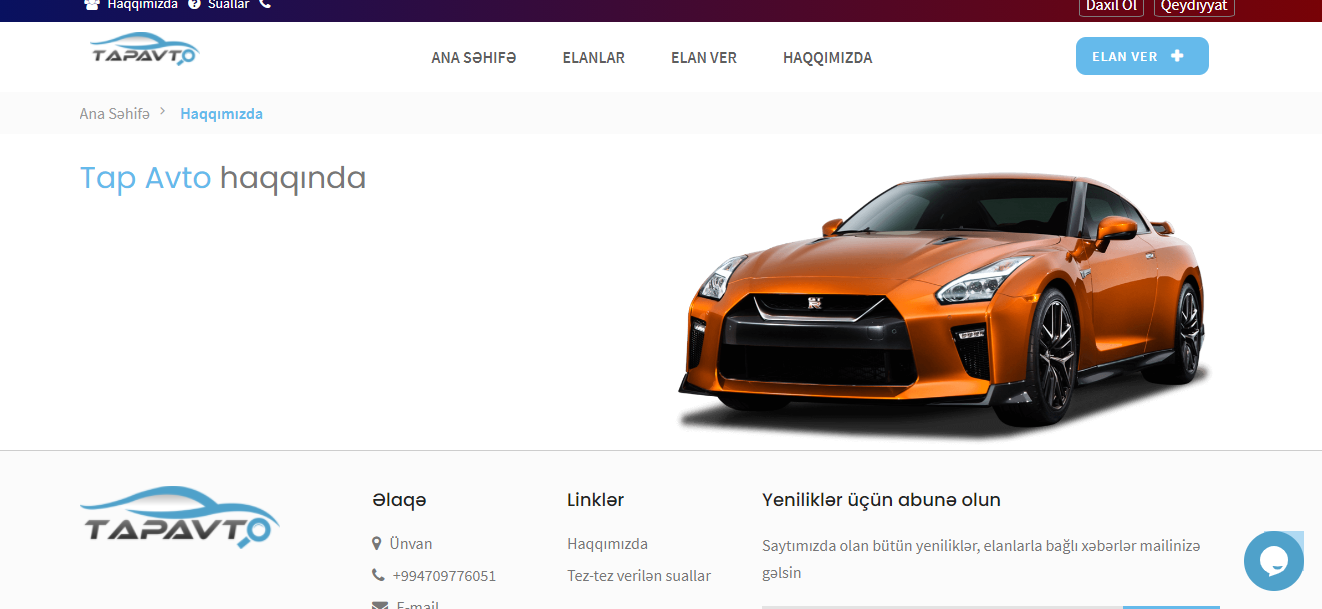 Haqqımızda Suallar Daxil Ol Qeydiyyat
TAPAVTO ANA SƏHIFƏ ELANLAR ELAN VER HAQQIMIZDA ELAN VER
Ana Səhifə Haqqımızda
Tap Avto haqqında
GT R
TAPAVTO
Əlaqə
Ünvan
+994709776051
E-mail
Linklər
Haqqımızda
Tez-tez verilən suallar
Yeniliklər üçün abunə olun
Saytımızda olan bütün yeniliklər, elanlarla bağlı xəbərlər mailinizə
gəlsin